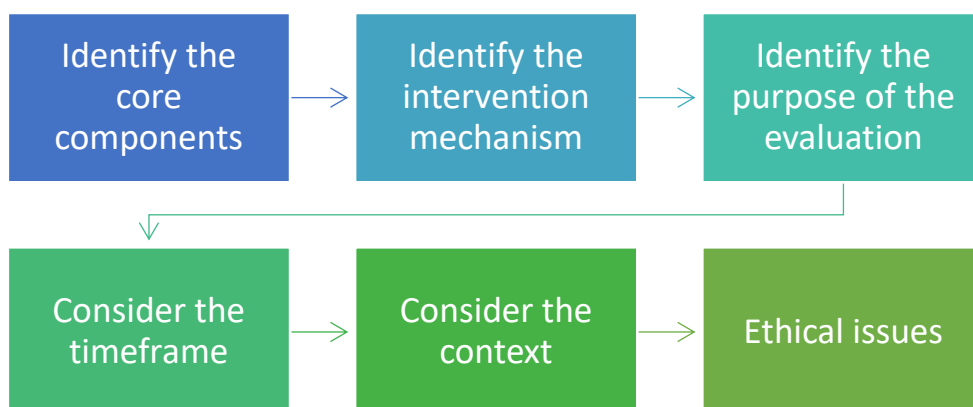 Identify the
core
components
Identify the
intervention
mechanism
Identify the
purpose of the
evaluation
Consider the
timeframe
Consider the
context
Ethical issues